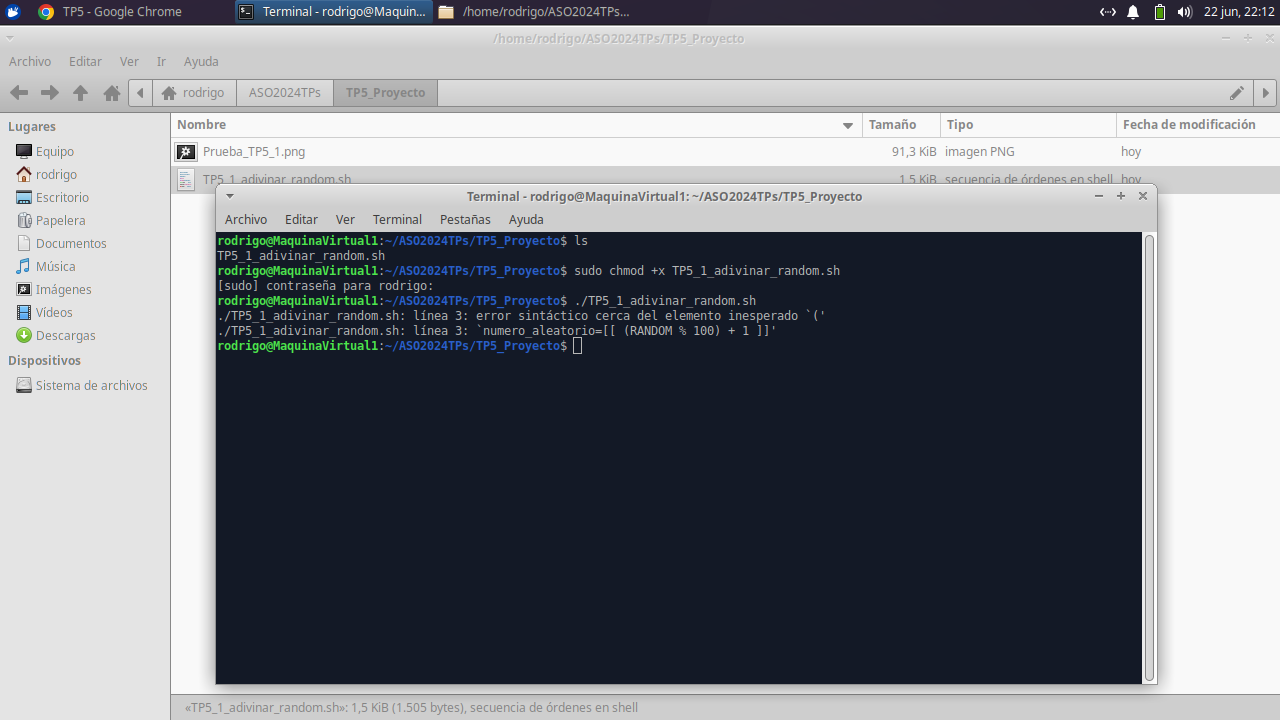 TP5 - Google Chrome
Terminal - rodrigo@Maquin...
/home/rodrigo/ASO2024TPs...
22 jun, 22:12
/home/rodrigo/ASO2024TPs/TP5_Proyecto
Archivo Editar Ver Ir Ayuda
rodrigo ASO2024TPs TP5_Proyecto
Lugares
Equipo
rodrigo
Escritorio
Papelera
Documentos
Música
Imágenes
Vídeos
Descargas
Dispositivos
Sistema de archivos
Nombre Tamaño Tipo Fecha de modificación
Prueba_TP5_1.png 91,3 KiB imagen PNG hoy
TP5_1_adivinar_random.sh 1,5 KiB secuencia de órdenes en shell hoy
Terminal - rodrigo@MaquinaVirtual1: ~/ASO2024TPs/TP5_Proyecto
Archivo Editar Ver Terminal Pestañas Ayuda
rodrigo@MaquinaVirtual1:~/ASO2024TPs/TP5_Proyecto$ ls
TP5_1_adivinar_random.sh
rodrigo@MaquinaVirtual1:~/ASO2024TPs/TP5_Proyecto$ sudo chmod +x TP5_1_adivinar_random.sh
[sudo] contraseña para rodrigo:
rodrigo@MaquinaVirtual1:~/ASO2024TPs/TP5_Proyecto$ ./TP5_1_adivinar_random.sh
./TP5_1_adivinar_random.sh: línea 3: error sintáctico cerca del elemento inesperado `('
./TP5_1_adivinar_random.sh: línea 3: `numero_aleatorio=[[ (RANDOM % 100) + 1 ]]'
rodrigo@MaquinaVirtual1:~/ASO2024TPs/TP5_Proyecto$
«TP5_1_adivinar_random.sh»: 1,5 KiB (1.505 bytes), secuencia de órdenes en shell